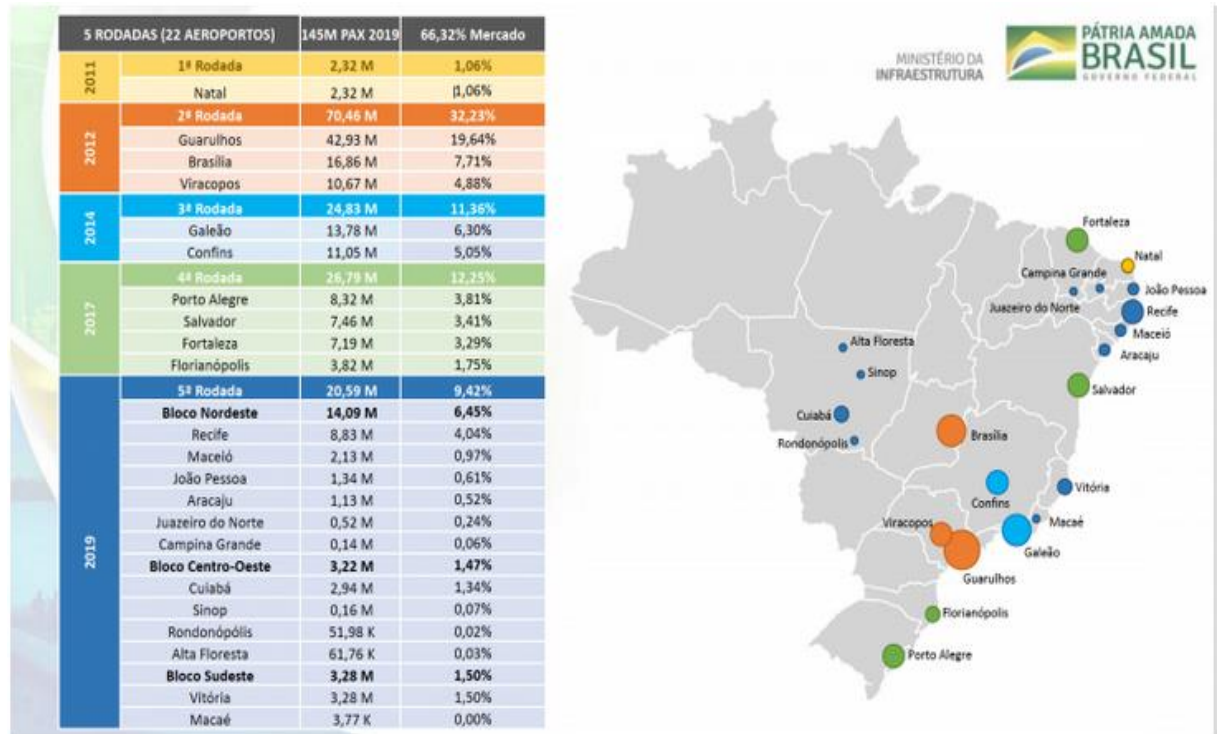 5 RODADAS (22 AEROPORTOS) 145M PAX 2019 66,32% Mercado
2011
1ª Rodada 2,32 M 1,06%
Natal 2,32 M 1,06%
2012
2ª Rodada 70,46 M 32,23%
Guarulhos 42,93 M 19,64%
Brasília 16,86 M 7,71%
Viracopos 10,67 M 4,88%
2014
3ª Rodada 24,83 M 11,36%
Galeão 13,78 M 6,30%
Confins 11,05 M 5,05%
2017
4ª Rodada 26,79 M 12,25%
Porto Alegre 8,32 M 3,81%
Salvador 7,46 M 3,41%
Fortaleza 7,19 M 3,29%
Florianópolis 3,82 M 1,75%
2019
5ª Rodada 20,59 M 9,42%
Bloco Nordeste 14,09 M 6,45%
Recife 8,83 M 4,04%
Maceió 2,13 M 0,97%
João Pessoa 1,34 M 0,61%
Aracaju 1,13 M 0,52%
Juazeiro do Norte 0,52 M 0,24%
Campina Grande 0,14 M 0,06%
Bloco Centro-Oeste 3,22 M 1,47%
Cuiabá 2,94 M 1,34%
Sinop 0,16 M 0,07%
Rondonópólis 51,98 K 0,02%
Alta Floresta 61,76 K 0,03%
Bloco Sudeste 3,28 M 1,50%
Vitória 3,28 M 1,50%
Macaé 3,77 K 0,00%
MINISTÉRIO DA
INFRAESTRUTURA
PÁTRIA AMADA
BRASIL
GOVERNO FEDERAL
Fortaleza
Natal
Campina Grande
João Pessoa
Juazeiro do Norte
Recife
Maceió
Aracaju
Alta Floresta
Sinop
Salvador
Cuiabá
Brasília
Rondonópolis
Vitória
Confins
Macaé
Viracopos
Galeão
Guarulhos
Florianópolis
Porto Alegre